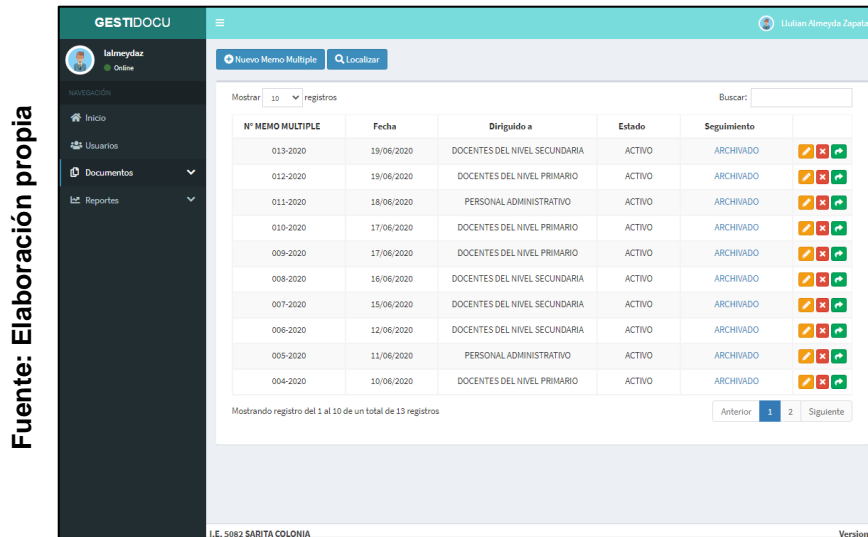 Fuente: Elaboración propia
GESTIDOCU
Llulian Almeyda Zapata
lalmeydaz
Online
NAVEGACIÓN
Inicio
Usuarios
Documentos
Reportes
Nuevo Memo Multiple Localizar
Mostrar 10 registros Buscar:
N° MEMO MULTIPLE Fecha Diriguido a Estado Seguimiento
013-2020 19/06/2020 DOCENTES DEL NIVEL SECUNDARIA ACTIVO ARCHIVADO
012-2020 19/06/2020 DOCENTES DEL NIVEL PRIMARIO ACTIVO ARCHIVADO
011-2020 18/06/2020 PERSONAL ADMINISTRATIVO ACTIVO ARCHIVADO
010-2020 17/06/2020 DOCENTES DEL NIVEL PRIMARIO ACTIVO ARCHIVADO
009-2020 17/06/2020 DOCENTES DEL NIVEL PRIMARIO ACTIVO ARCHIVADO
008-2020 16/06/2020 DOCENTES DEL NIVEL SECUNDARIA ACTIVO ARCHIVADO
007-2020 15/06/2020 DOCENTES DEL NIVEL SECUNDARIA ACTIVO ARCHIVADO
006-2020 12/06/2020 DOCENTES DEL NIVEL SECUNDARIA ACTIVO ARCHIVADO
005-2020 11/06/2020 PERSONAL ADMINISTRATIVO ACTIVO ARCHIVADO
004-2020 10/06/2020 DOCENTES DEL NIVEL PRIMARIO ACTIVO ARCHIVADO
Mostrando registro del 1 al 10 de un total de 13 registros Anterior 1 2 Siguiente
I.E. 5082 SARITA COLONIA Version